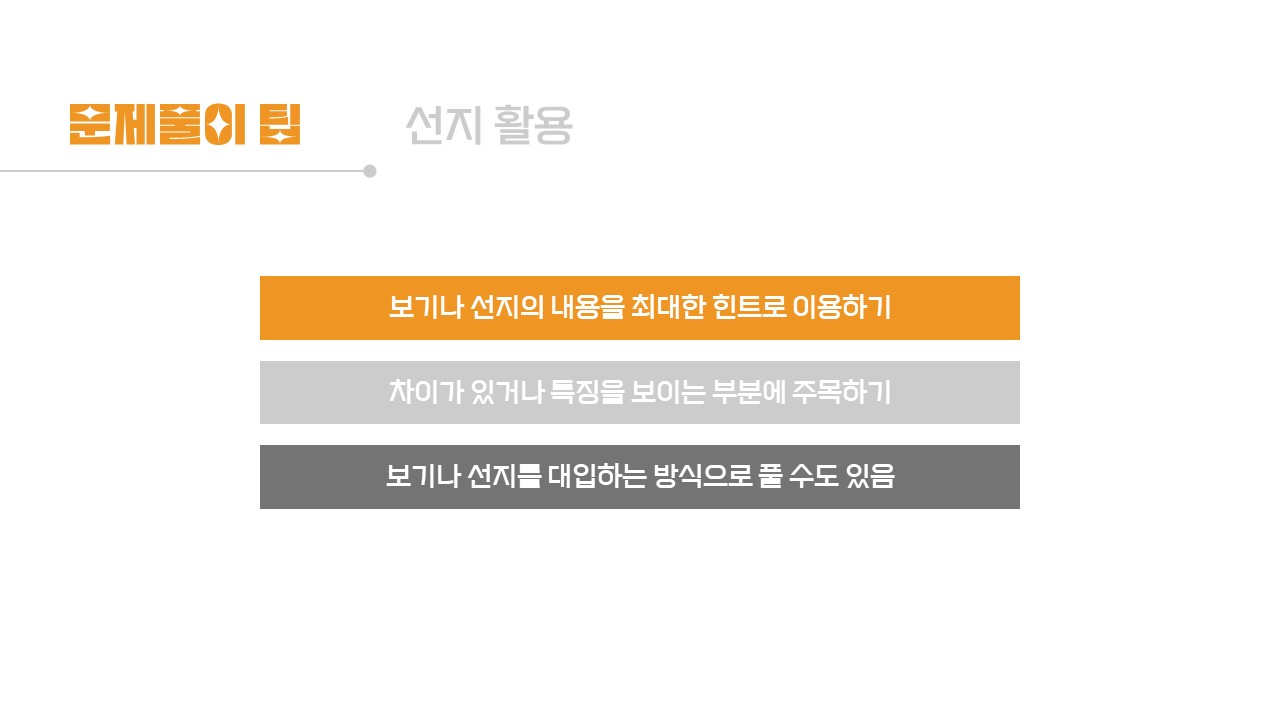 문제풀이 팁
선지 활용
보기나 선지의 내용을 최대한 힌트로 이용하기
차이가 있거나 특징을 보이는 부분에 주목하기
보기나 선지를 대입하는 방식으로 풀 수도 있음